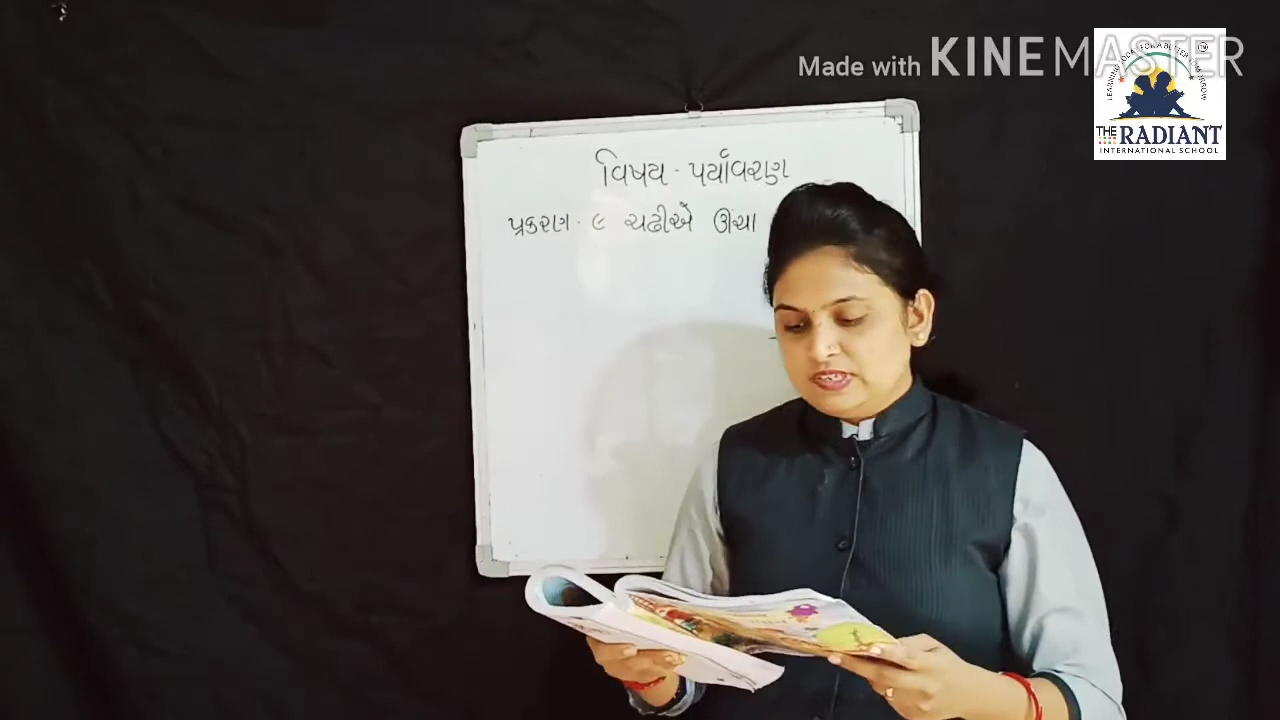 Made with KINEMASTER
THE RADIANT
INTERNATIONAL SCHOOL
વિષય - પર્યાવરણ
પ્રકરણ - ૯ ચઢીએ ઊંચા